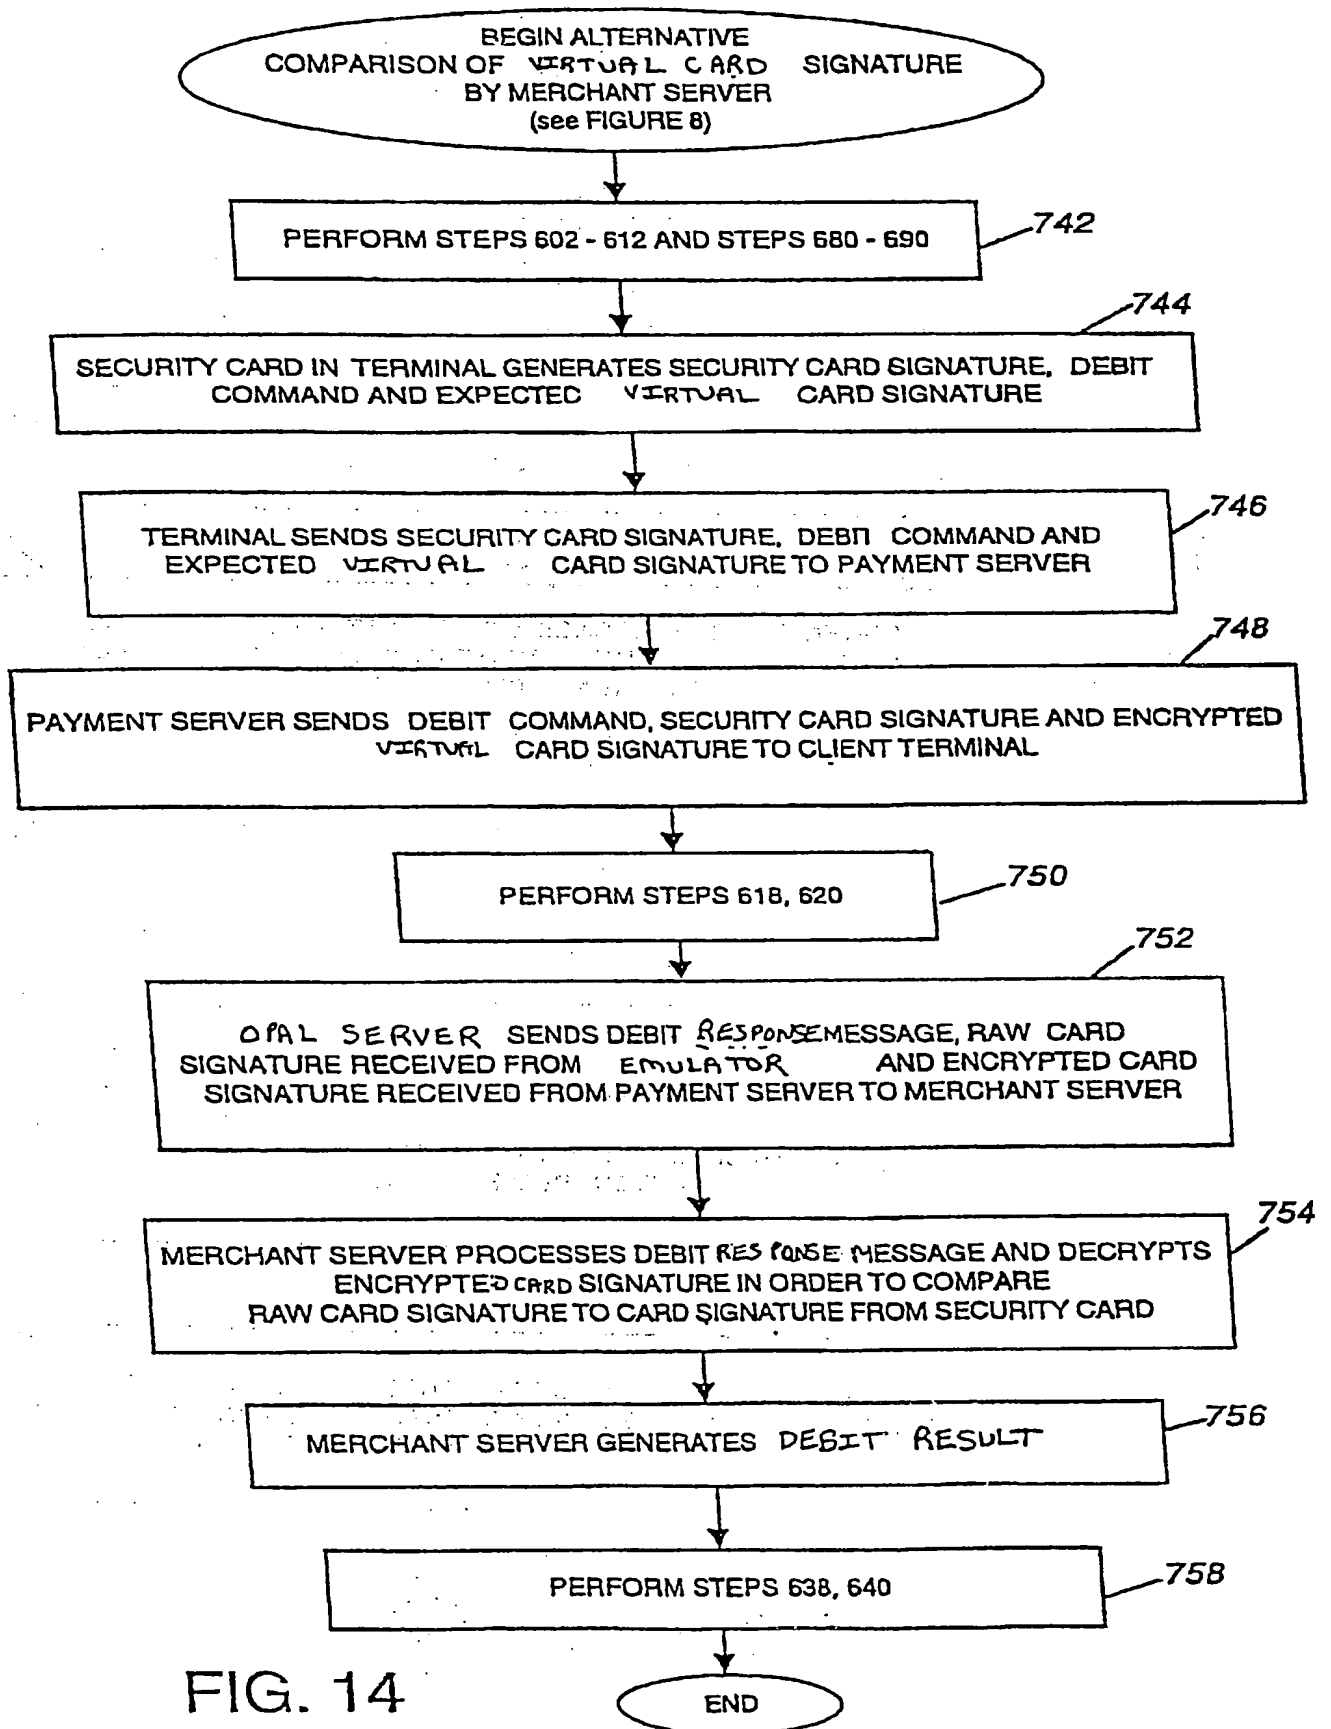 BEGIN ALTERNATIVE
COMPARISON OF VIRTUAL CARD SIGNATURE
BY MERCHANT SERVER
(see FIGURE 8)
PERFORM STEPS 602 - 612 AND STEPS 680 - 690
742
744
SECURITY CARD IN TERMINAL GENERATES SECURITY CARD SIGNATURE, DEBIT
COMMAND AND EXPECTED VIRTUAL CARD SIGNATURE
746
TERMINAL SENDS SECURITY CARD SIGNATURE, DEBIT COMMAND AND
EXPECTED VIRTUAL CARD SIGNATURE TO PAYMENT SERVER
748
PAYMENT SERVER SENDS DEBIT COMMAND, SECURITY CARD SIGNATURE AND ENCRYPTED
VIRTUAL CARD SIGNATURE TO CLIENT TERMINAL
750
PERFORM STEPS 618, 620
752
OPAL SERVER SENDS DEBIT RESPONSE MESSAGE, RAW CARD
SIGNATURE RECEIVED FROM EMULATOR AND ENCRYPTED CARD
SIGNATURE RECEIVED FROM PAYMENT SERVER TO MERCHANT SERVER
754
MERCHANT SERVER PROCESSES DEBIT RESPONSE MESSAGE AND DECRYPTS
ENCRYPTED CARD SIGNATURE IN ORDER TO COMPARE
RAW CARD SIGNATURE TO CARD SIGNATURE FROM SECURITY CARD
756
MERCHANT SERVER GENERATES DEBIT RESULT
758
PERFORM STEPS 638, 640
END
FIG. 14